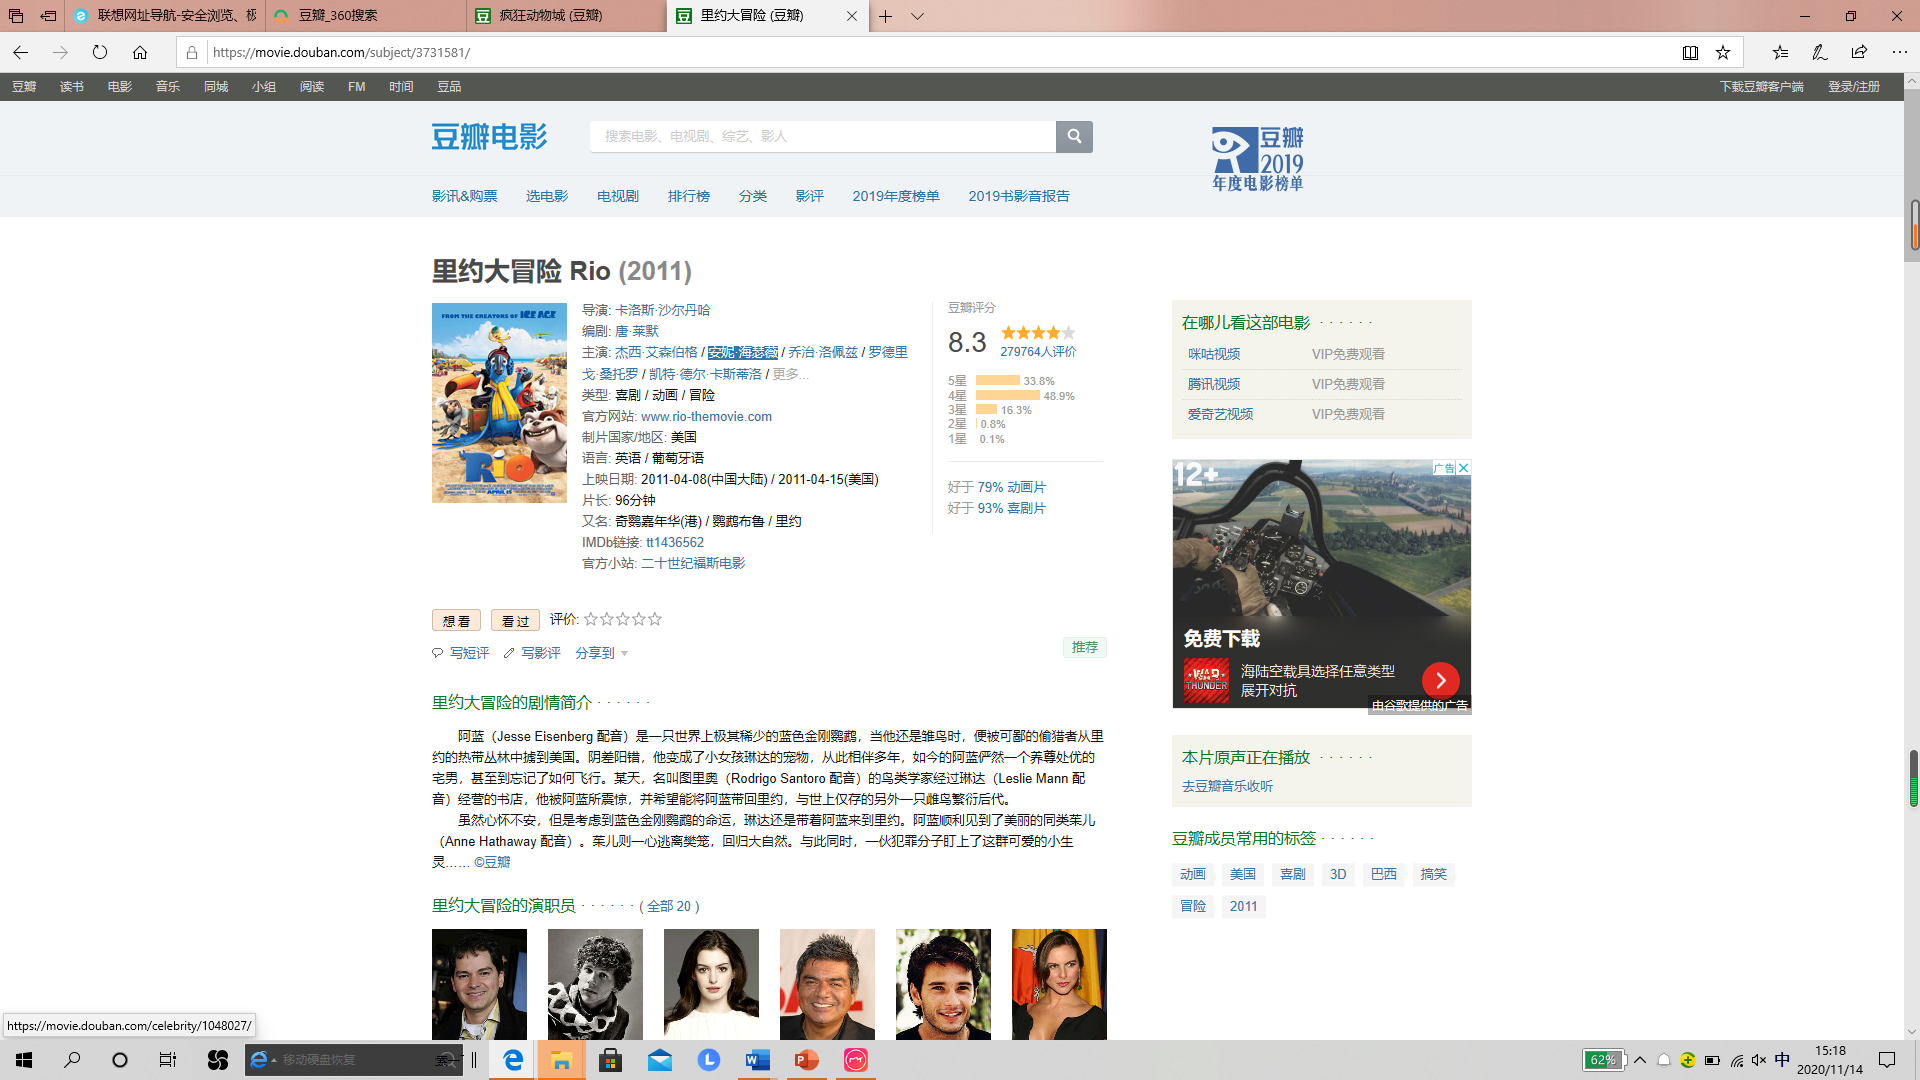 联想网址导航-安全浏览、极
豆瓣_360搜索
疯狂动物城 (豆瓣)
里约大冒险 (豆瓣)
https://movie.douban.com/subject/3731581/
豆瓣 读书 电影 音乐 同城 小组 阅读 FM 时间 豆品 下载豆瓣客户端 登录/注册
豆瓣电影
搜索电影、电视剧、综艺、影人
豆瓣
2019
年度电影榜单
影讯&购票 选电影 电视剧 排行榜 分类 影评 2019年度榜单 2019书影音报告
里约大冒险 Rio (2011)
FROM THE CREATORS OF ICE AGE
RIO
APRIL 15
导演: 卡洛斯·沙尔丹哈
编剧: 唐·莱默
主演: 杰西·艾森伯格 / 安妮·海瑟薇 / 乔治·洛佩兹 / 罗德里
戈·桑托罗 / 凯特·德尔·卡斯蒂洛 / 更多...
类型: 喜剧 / 动画 / 冒险
官方网站: www.rio-themovie.com
制片国家/地区: 美国
语言: 英语 / 葡萄牙语
上映日期: 2011-04-08(中国大陆) / 2011-04-15(美国)
片长: 96分钟
又名: 奇鹦嘉年华(港) / 鹦鹉布鲁 / 里约
IMDb链接: tt1436562
官方小站: 二十世纪福斯电影
豆瓣评分
8.3
279764人评价
5星 33.8%
4星 48.9%
3星 16.3%
2星 0.8%
1星 0.1%
好于 79% 动画片
好于 93% 喜剧片
想看 看过 评价:
写短评 写影评 分享到
推荐
里约大冒险的剧情简介 · · · · · ·
阿蓝（Jesse Eisenberg 配音）是一只世界上极其稀少的蓝色金刚鹦鹉，当他还是雏鸟时，便被可鄙的偷猎者从里
约的热带丛林中掳到美国。阴差阳错，他变成了小女孩琳达的宠物，从此相伴多年，如今的阿蓝俨然一个养尊处优的
宅男，甚至到忘记了如何飞行。某天，名叫图里奥（Rodrigo Santoro 配音）的鸟类学家经过琳达（Leslie Mann 配
音）经营的书店，他被阿蓝所震惊，并希望能将阿蓝带回里约，与世上仅存的另外一只雌鸟繁衍后代。
虽然心怀不安，但是考虑到蓝色金刚鹦鹉的命运，琳达还是带着阿蓝来到里约。阿蓝顺利见到了美丽的同类茱儿
（Anne Hathaway 配音）。茱儿则一心逃离樊笼，回归大自然。与此同时，一伙犯罪分子盯上了这群可爱的小生
灵…… ©豆瓣
里约大冒险的演职员 · · · · · · ( 全部 20 )
在哪儿看这部电影 · · · · · ·
咪咕视频 VIP免费观看
腾讯视频 VIP免费观看
爱奇艺视频 VIP免费观看
12+
广告
免费下载
WAR THUNDER
海陆空载具选择任意类型
展开对抗
由谷歌提供的广告
本片原声正在播放 · · · · · ·
去豆瓣音乐收听
豆瓣成员常用的标签 · · · · · ·
动画 美国 喜剧 3D 巴西 搞笑
冒险 2011
https://movie.douban.com/celebrity/1048027/
移动硬盘恢复
62%
中
15:18
2020/11/14